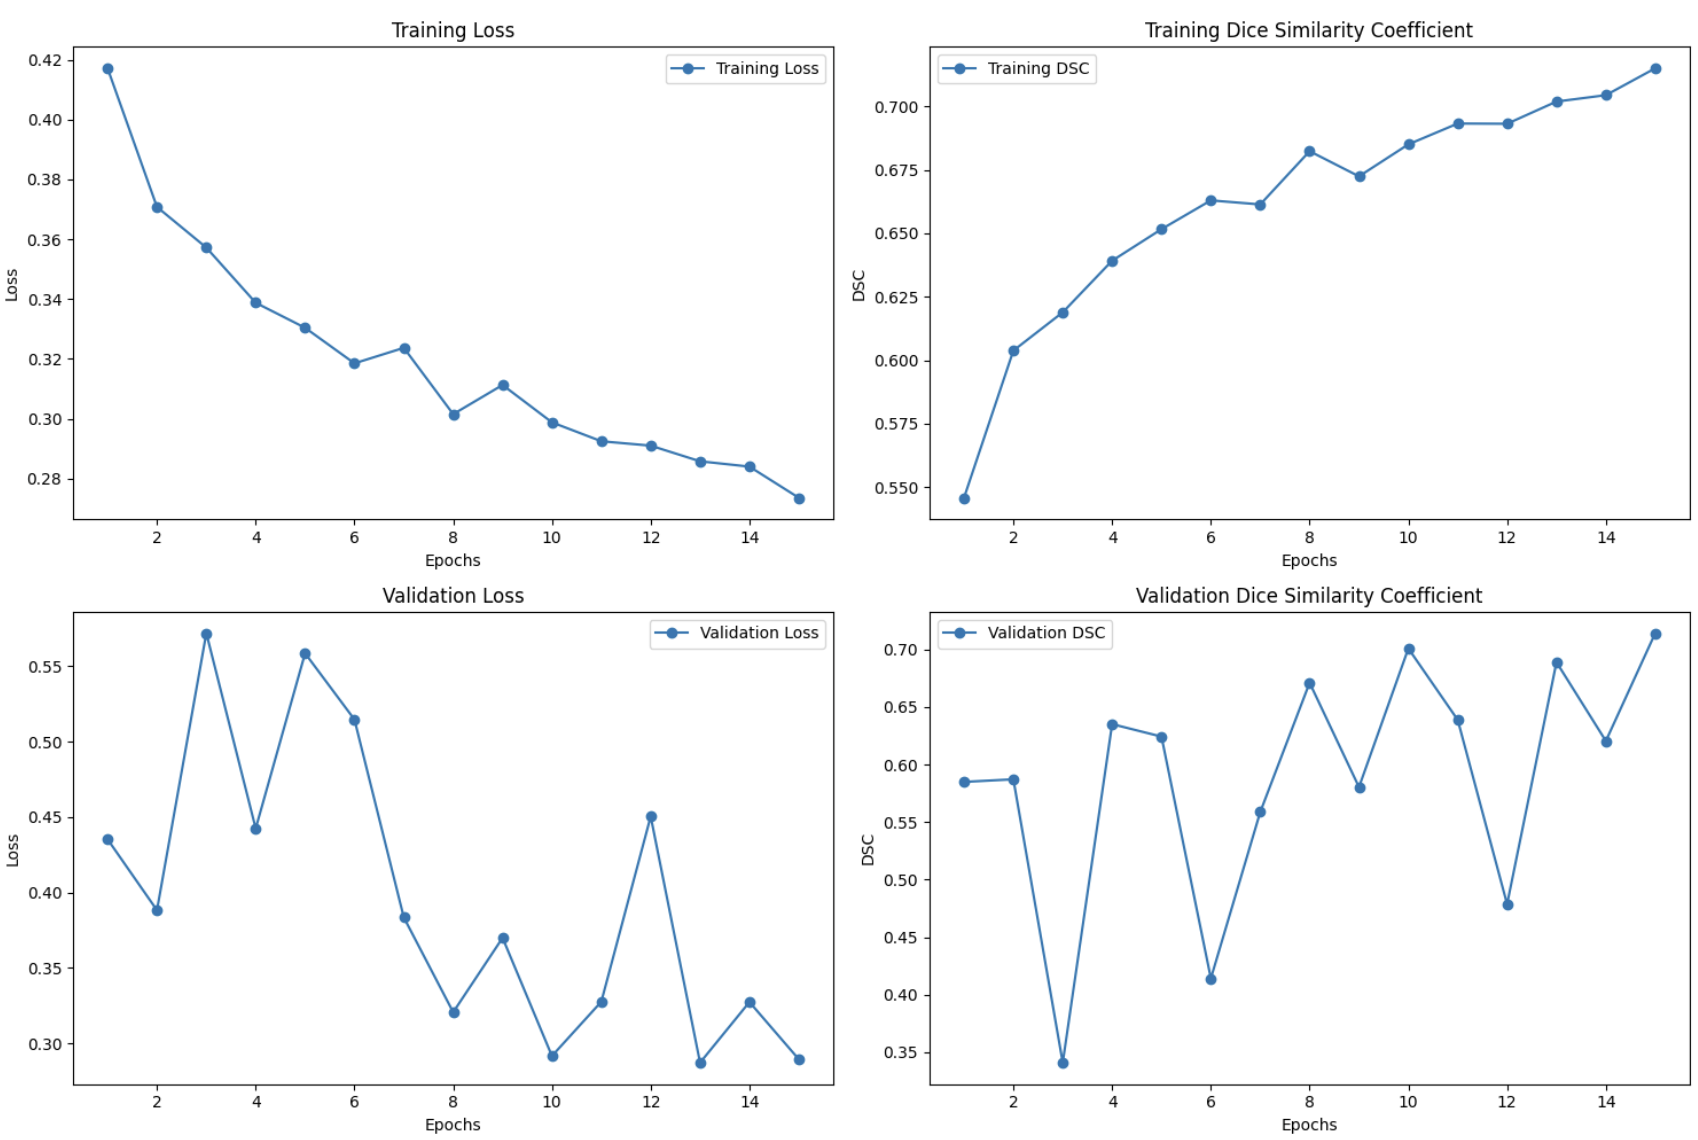 Training Loss
Training Loss
0.42
0.40
0.38
0.36
0.34
0.32
0.30
0.28
Loss
2 4 6 8 10 12 14
Epochs
Training Dice Similarity Coefficient
Training DSC
0.700
0.675
0.650
0.625
0.600
0.575
0.550
DSC
2 4 6 8 10 12 14
Epochs
Validation Loss
Validation Loss
0.55
0.50
0.45
0.40
0.35
0.30
Loss
2 4 6 8 10 12 14
Epochs
Validation Dice Similarity Coefficient
Validation DSC
0.70
0.65
0.60
0.55
0.50
0.45
0.40
0.35
DSC
2 4 6 8 10 12 14
Epochs